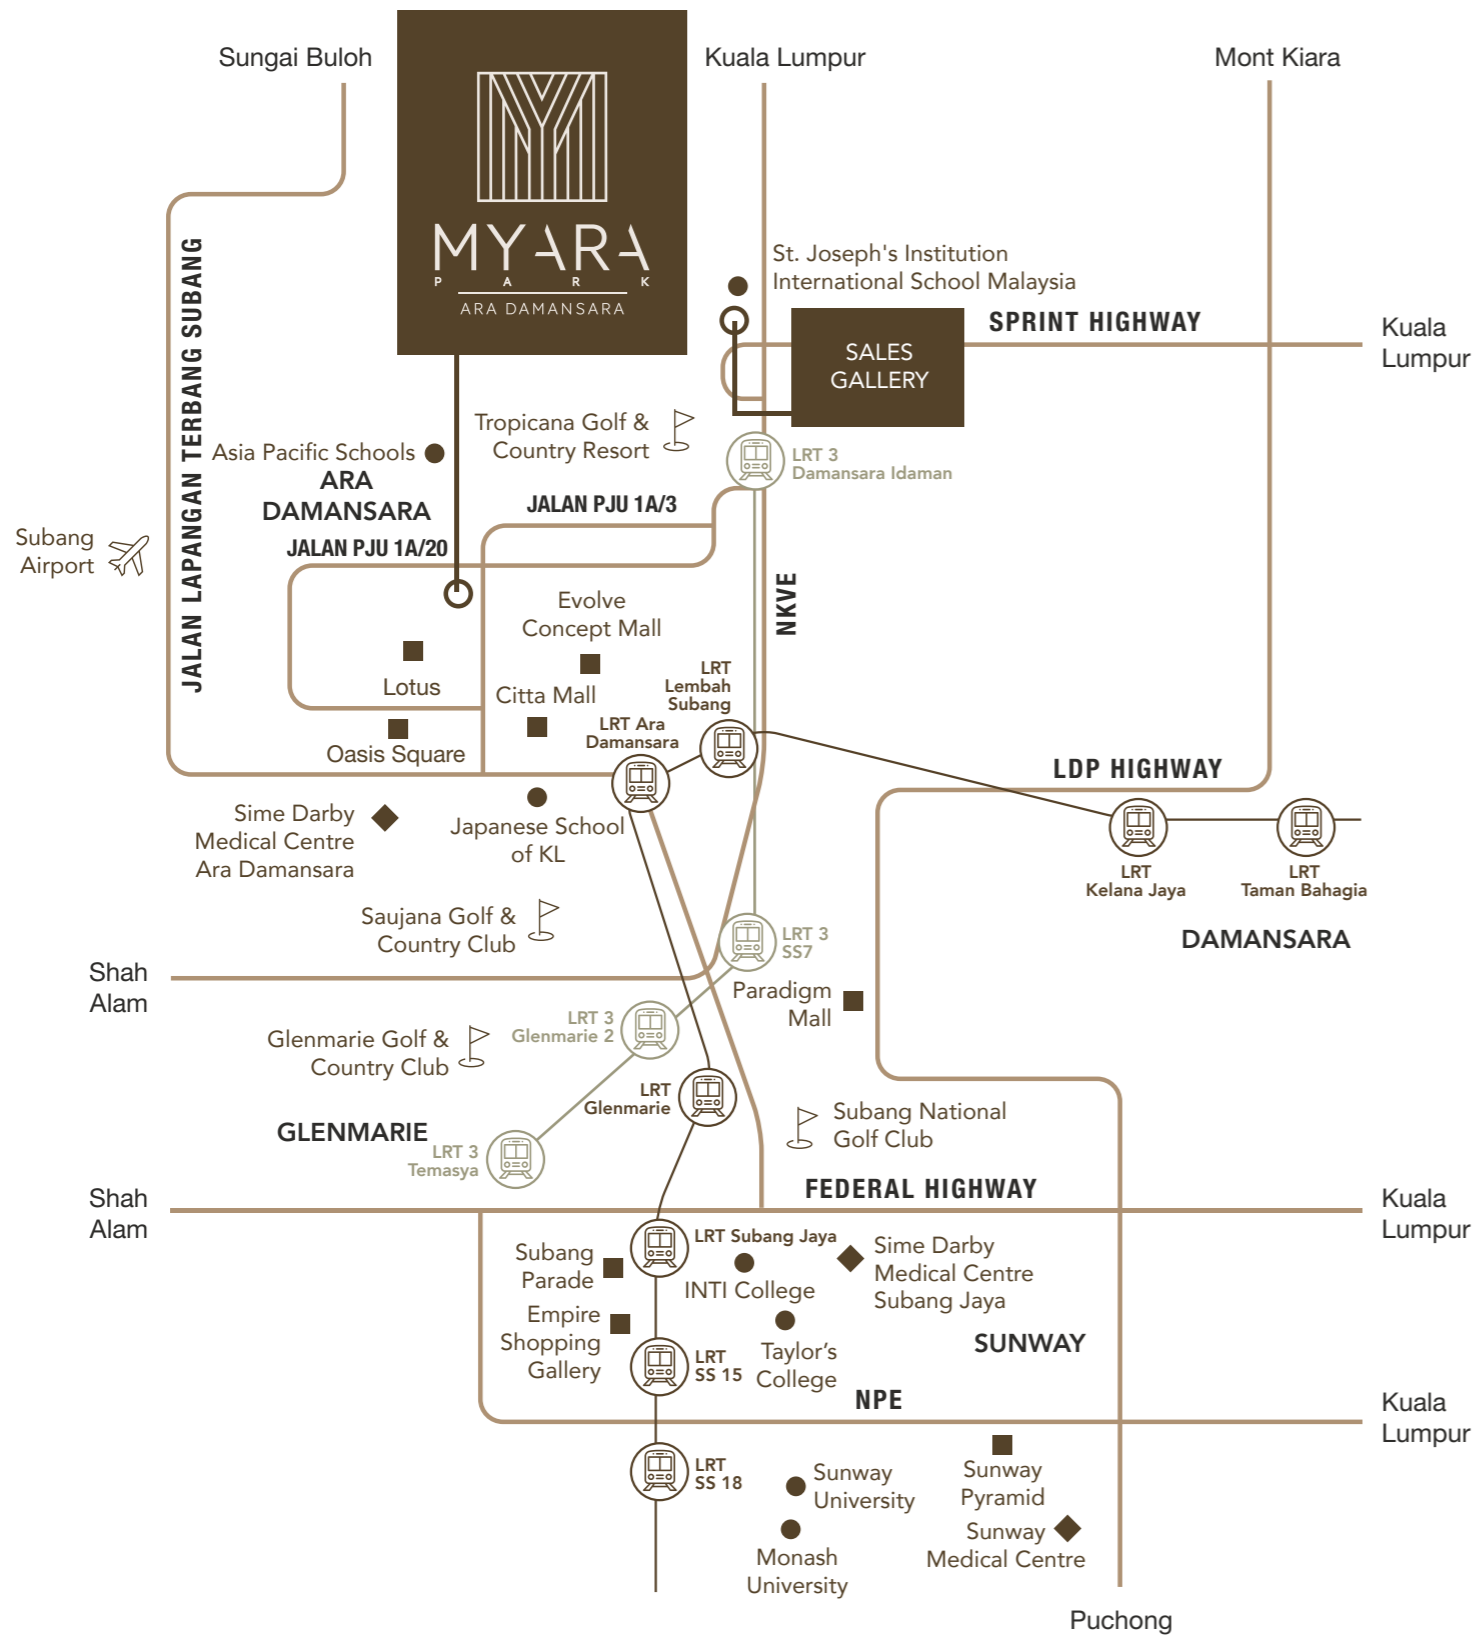 Sungai Buloh
Kuala Lumpur
Mont Kiara
MYARA
PARK
ARA DAMANSARA
St. Joseph's Institution
International School Malaysia
SPRINT HIGHWAY
Kuala
Lumpur
SALES
GALLERY
JALAN LAPANGAN TERBANG SUBANG
Tropicana Golf &
Country Resort
Asia Pacific Schools
ARA
DAMANSARA
LRT 3
Damansara Idaman
JALAN PJU 1A/3
JALAN PJU 1A/20
Subang
Airport
NKVE
Evolve
Concept Mall
Lotus
Citta Mall
LRT
Lembah
Subang
LRT Ara
Damansara
Oasis Square
LDP HIGHWAY
Sime Darby
Medical Centre
Ara Damansara
Japanese School
of KL
LRT
Kelana Jaya
LRT
Taman Bahagia
Saujana Golf &
Country Club
LRT 3
SS7
DAMANSARA
Shah
Alam
Paradigm
Mall
LRT 3
Glenmarie 2
Glenmarie Golf &
Country Club
LRT
Glenmarie
Subang National
Golf Club
GLENMARIE
LRT 3
Temasya
Shah
Alam
FEDERAL HIGHWAY
Kuala
Lumpur
LRT Subang Jaya
Subang
Parade
INTI College
Sime Darby
Medical Centre
Subang Jaya
Empire
Shopping
Gallery
LRT
SS 15
Taylor’s
College
SUNWAY
NPE
Kuala
Lumpur
LRT
SS 18
Sunway
University
Sunway
Pyramid
Monash
University
Sunway
Medical Centre
Puchong